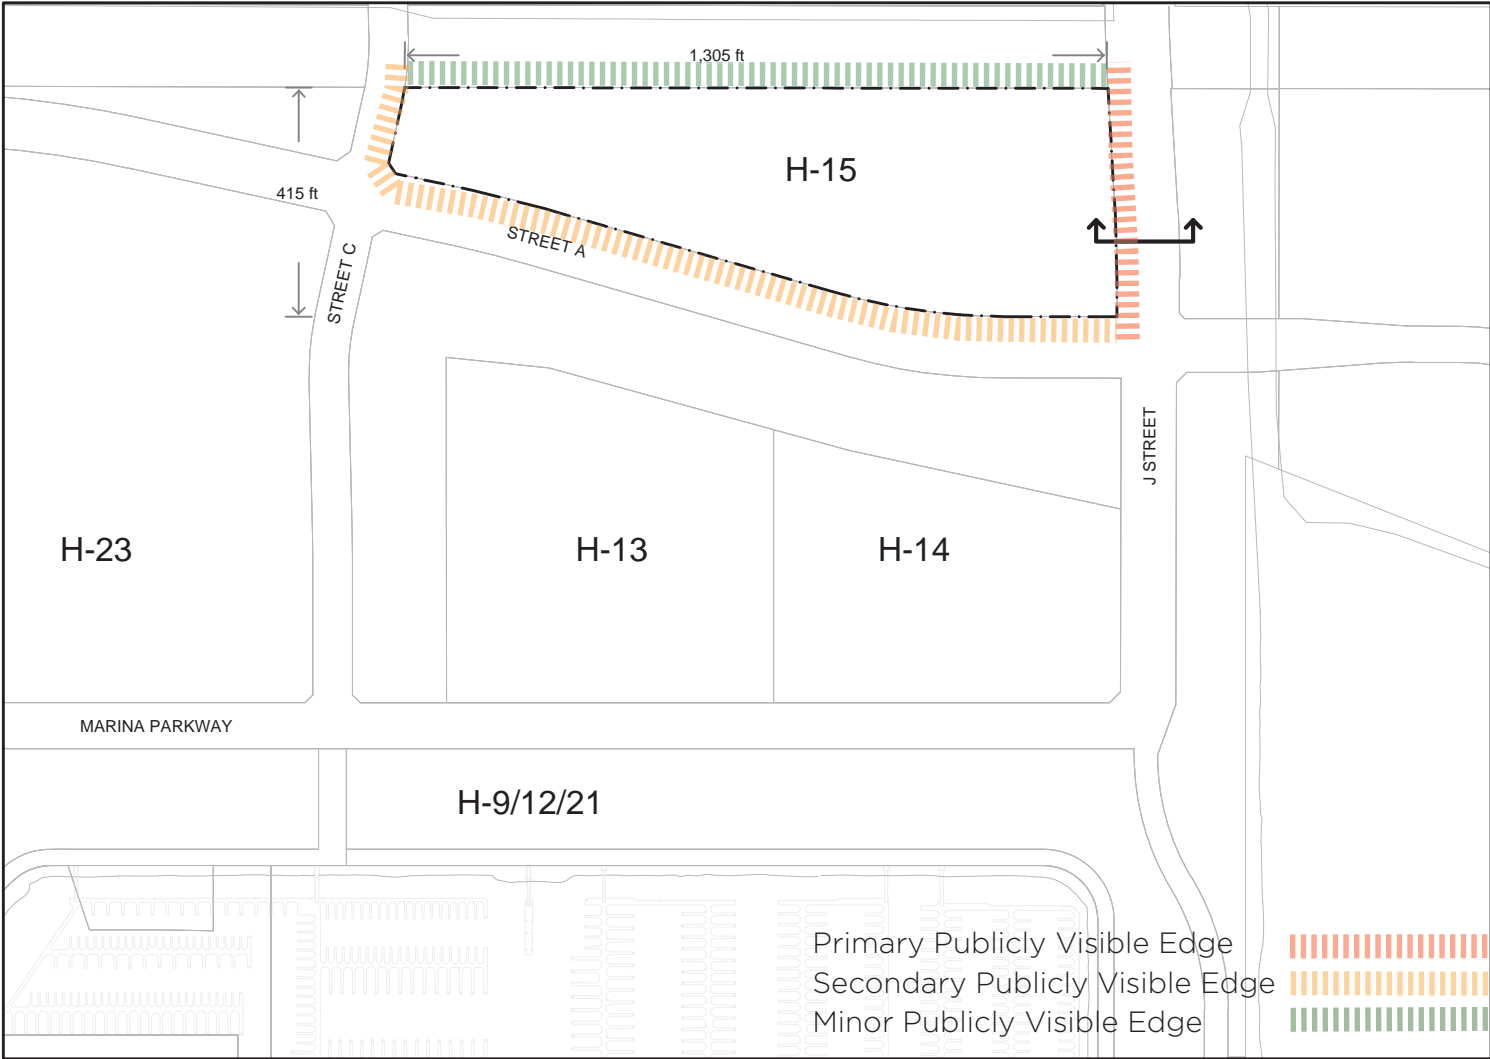 1,305 ft
H-15
415 ft
STREET A
STREET C
J STREET
H-23
H-13
H-14
MARINA PARKWAY
H-9/12/21
Primary Publicly Visible Edge
Secondary Publicly Visible Edge
Minor Publicly Visible Edge